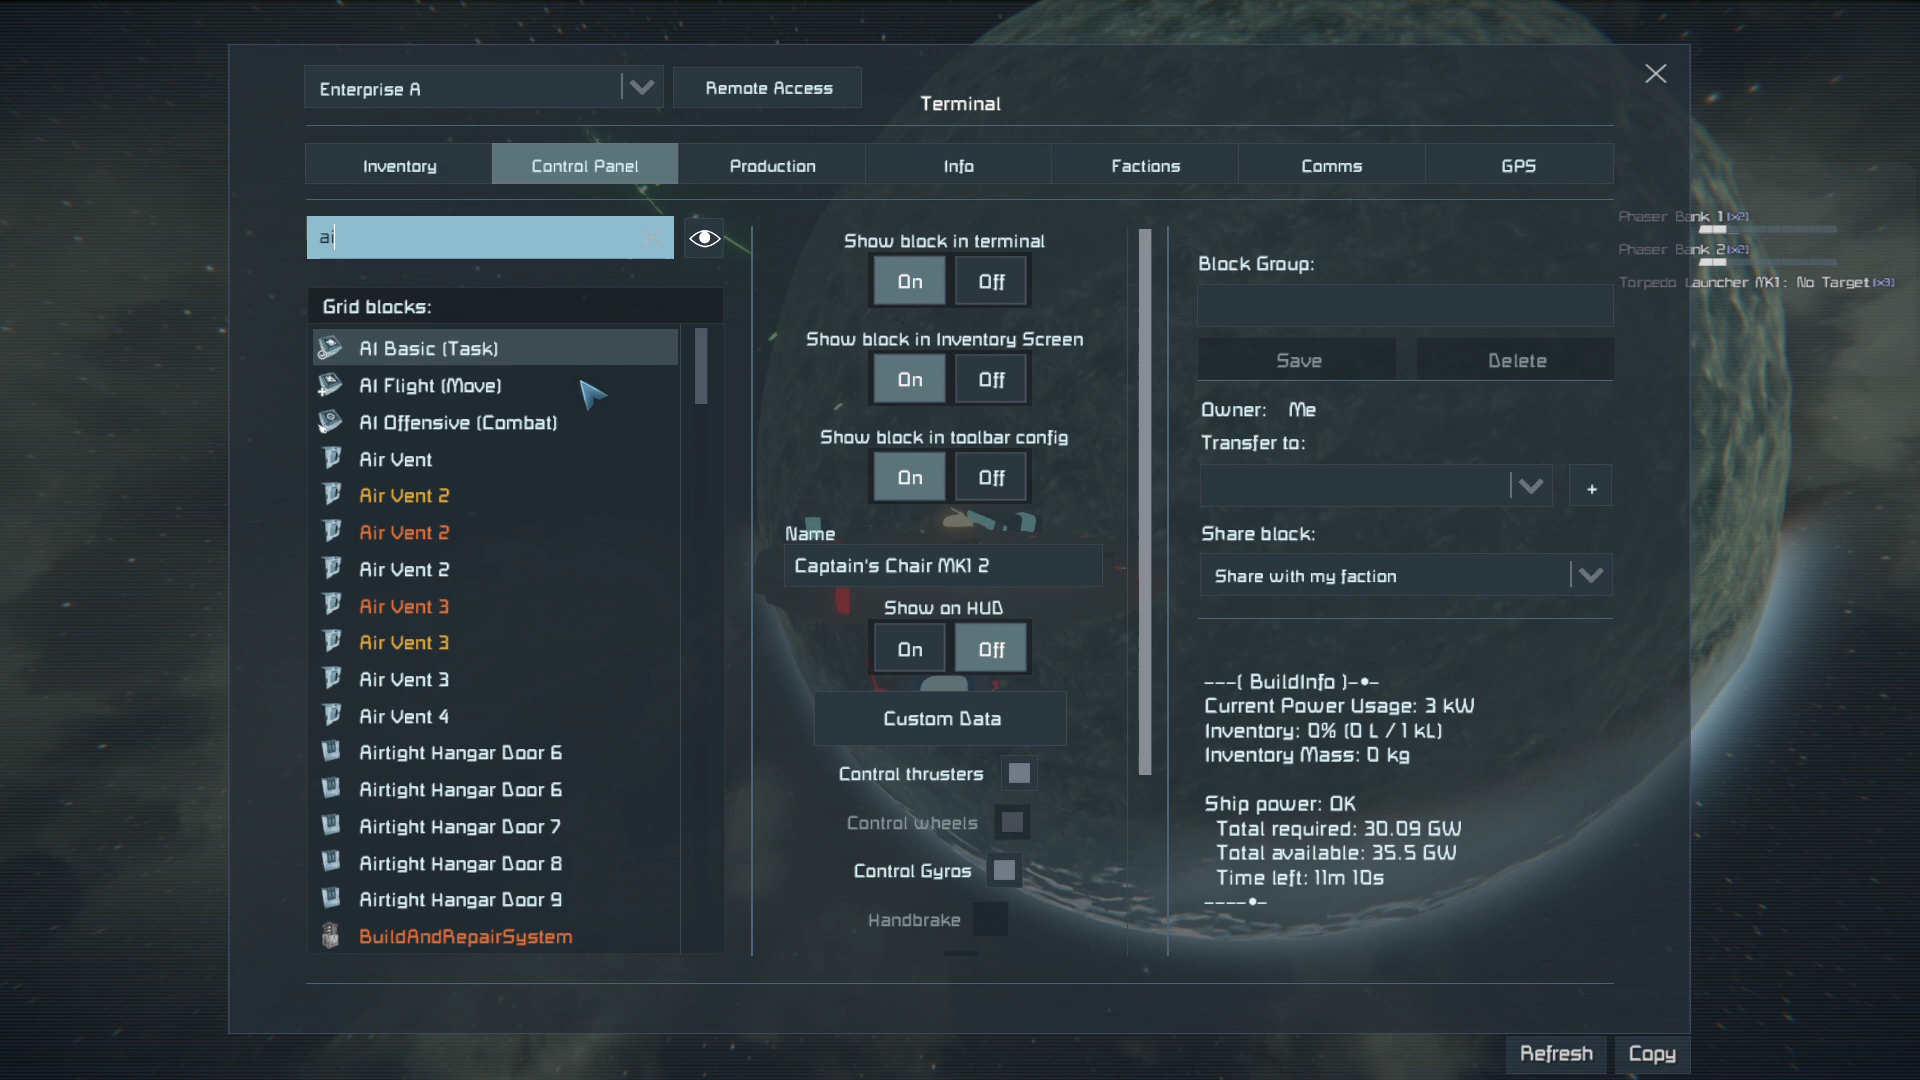 Enterprise A
Remote Access
Terminal
Inventory
Control Panel
Production
Info
Factions
Comms
GPS
ai
Grid blocks:
AI Basic (Task)
AI Flight (Move)
AI Offensive (Combat)
Air Vent
Air Vent 2
Air Vent 2
Air Vent 2
Air Vent 3
Air Vent 3
Air Vent 3
Air Vent 4
Airtight Hangar Door 6
Airtight Hangar Door 6
Airtight Hangar Door 7
Airtight Hangar Door 8
Airtight Hangar Door 9
BuildAndRepairSystem
Show block in terminal
On Off
Show block in Inventory Screen
On Off
Show block in toolbar config
On Off
Name
Captain's Chair MK1 2
Show on HUD
On Off
Custom Data
Control thrusters
Control wheels
Control Gyros
Handbrake
Block Group:
Save
Delete
Owner: Me
Transfer to:
+
Share block:
Share with my faction
---( BuildInfo )-•-
Current Power Usage: 3 kW
Inventory: 0% (0 L / 1 kL)
Inventory Mass: 0 kg
Ship power: OK
Total required: 30.09 GW
Total available: 35.5 GW
Time left: 11m 10s
----•-
Phaser Bank 1 [x2]
Phaser Bank 2 [x2]
Torpedo Launcher MK1: No Target [x3]
Refresh
Copy